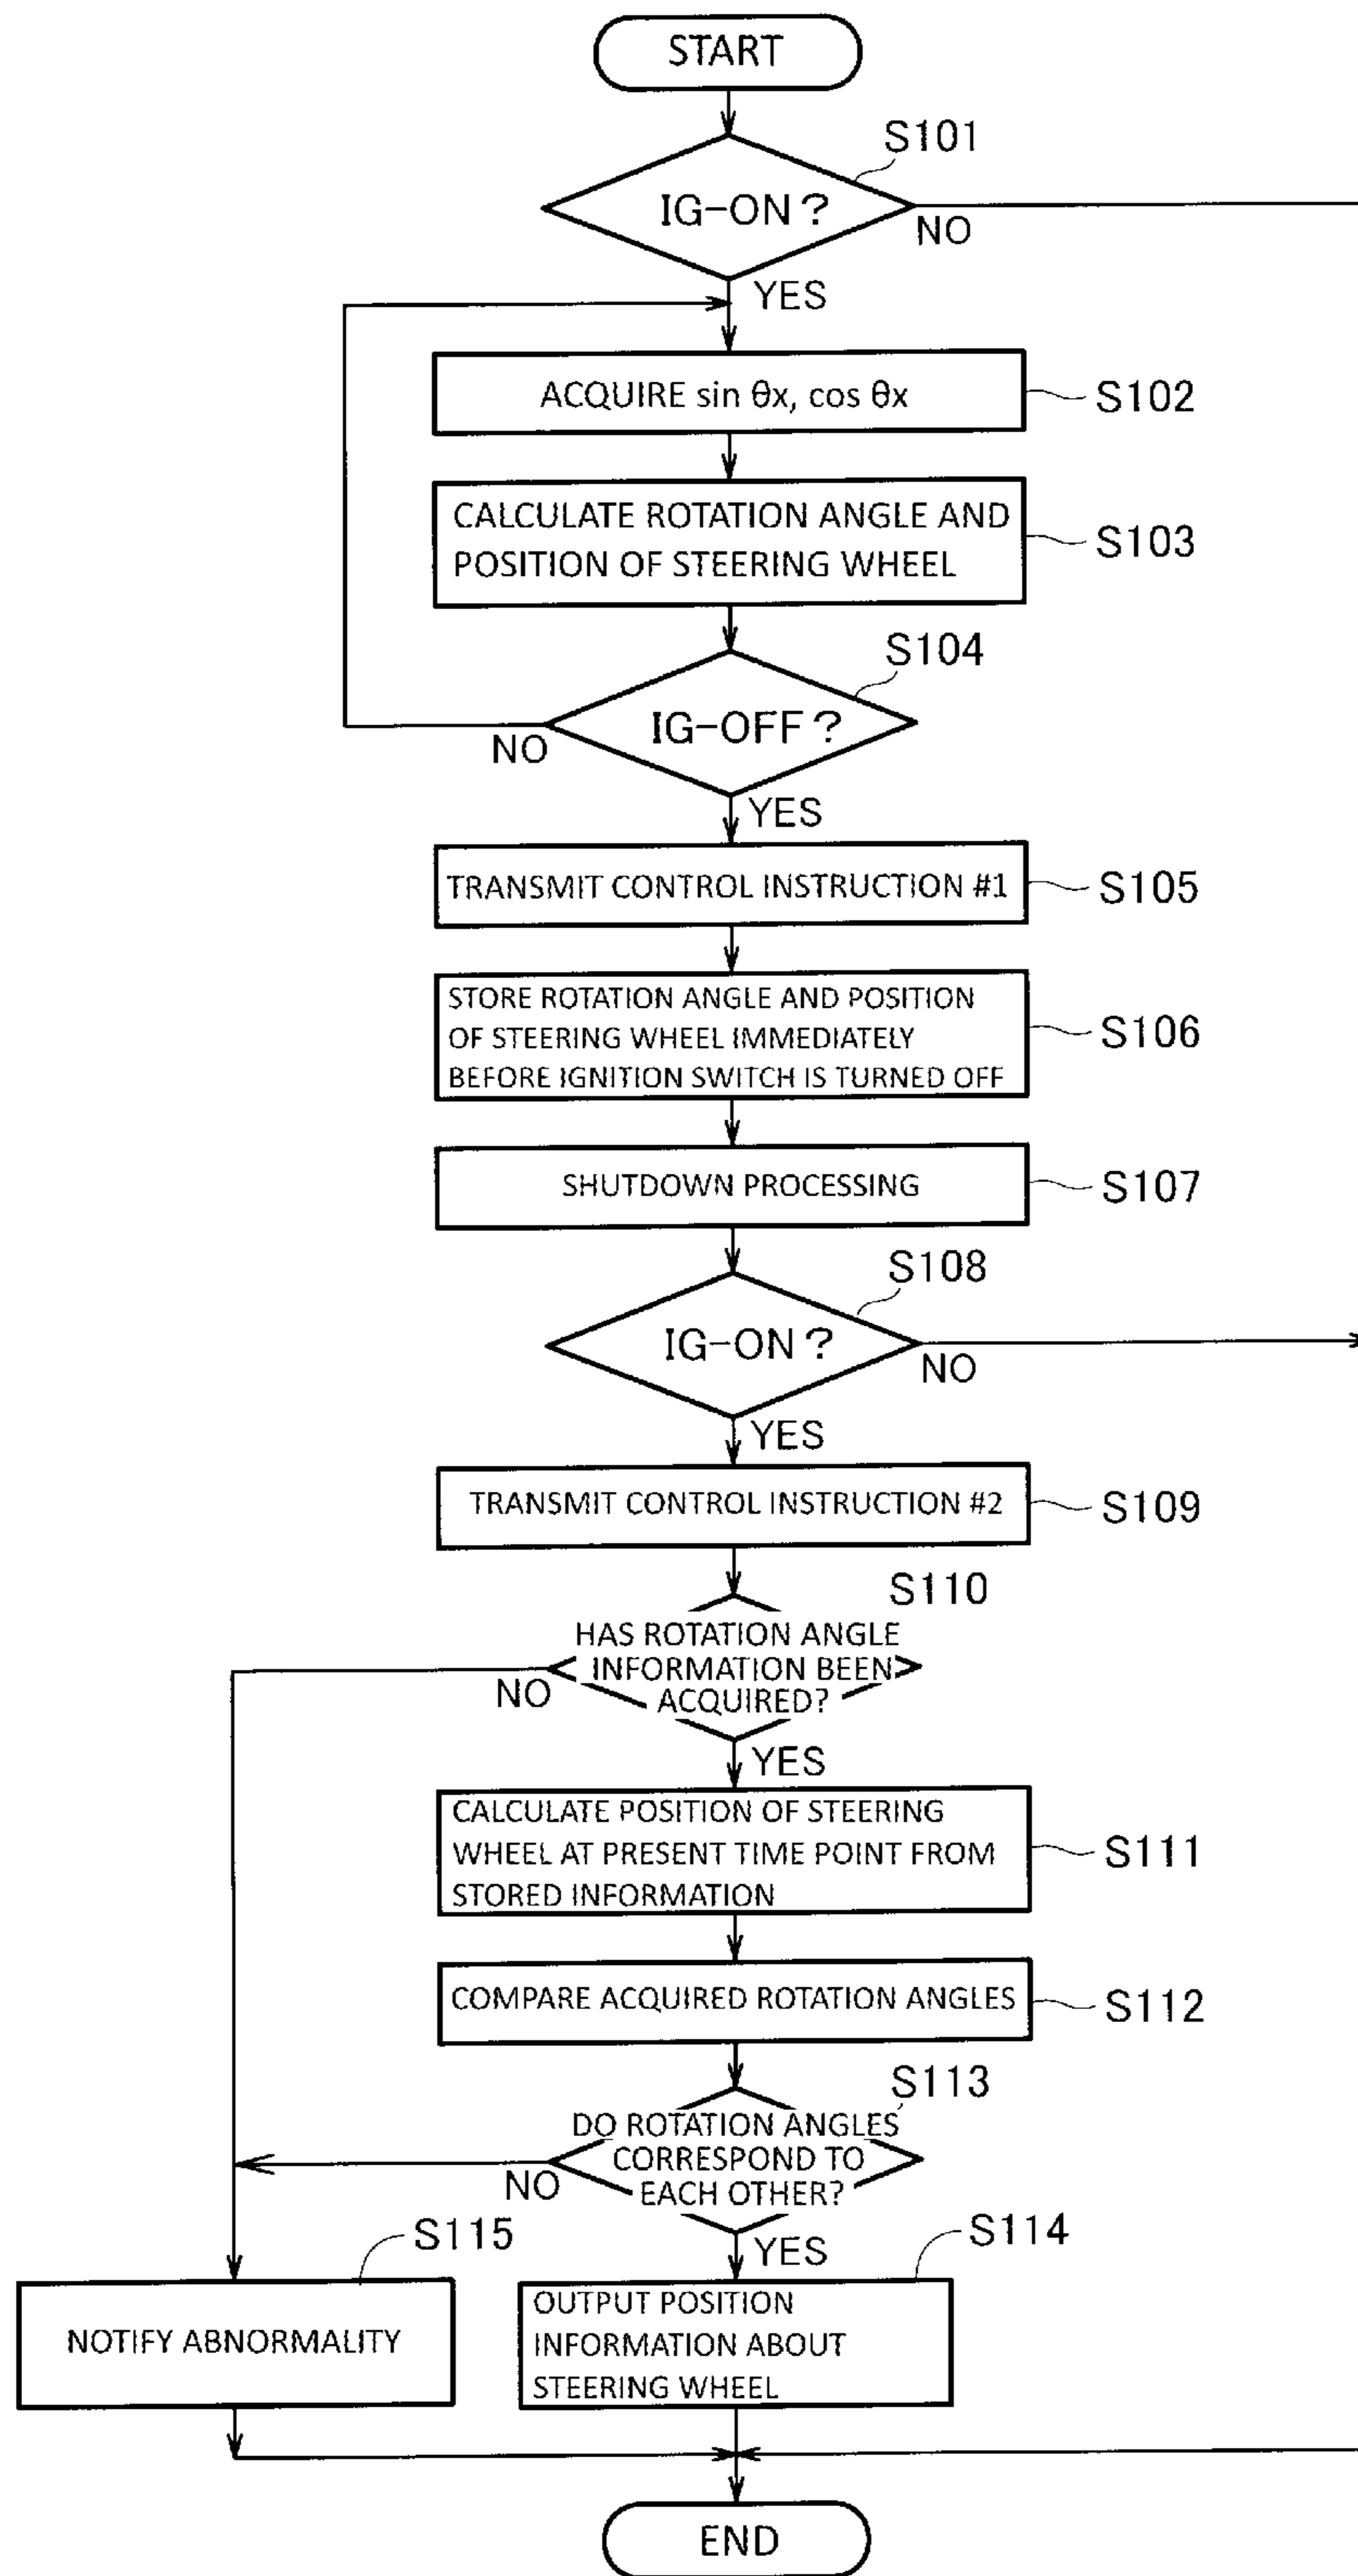 START
S101
IG-ON?
NO
YES
ACQUIRE sin θx, cos θx
S102
CALCULATE ROTATION ANGLE AND
POSITION OF STEERING WHEEL
S103
S104
IG-OFF?
NO
YES
TRANSMIT CONTROL INSTRUCTION #1
S105
STORE ROTATION ANGLE AND POSITION
OF STEERING WHEEL IMMEDIATELY
BEFORE IGNITION SWITCH IS TURNED OFF
S106
SHUTDOWN PROCESSING
S107
S108
IG-ON?
NO
YES
TRANSMIT CONTROL INSTRUCTION #2
S109
S110
HAS ROTATION ANGLE
INFORMATION BEEN
ACQUIRED?
NO
YES
CALCULATE POSITION OF STEERING
WHEEL AT PRESENT TIME POINT FROM
STORED INFORMATION
S111
COMPARE ACQUIRED ROTATION ANGLES
S112
S113
DO ROTATION ANGLES
CORRESPOND TO
EACH OTHER?
NO
YES
S115
S114
NOTIFY ABNORMALITY
OUTPUT POSITION
INFORMATION ABOUT
STEERING WHEEL
END